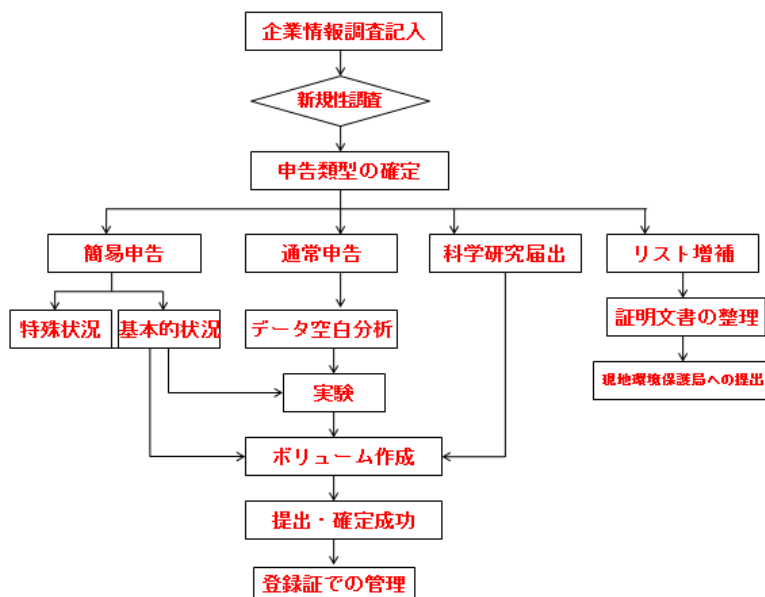 企業情報調査記入
新規性調査
申告類型の確定
簡易申告
通常申告
科学研究届出
リスト増補
特殊状況
基本的状況
データ空白分析
証明文書の整理
実験
現地環境保護局への提出
ボリューム作成
提出・確定成功
登録証での管理